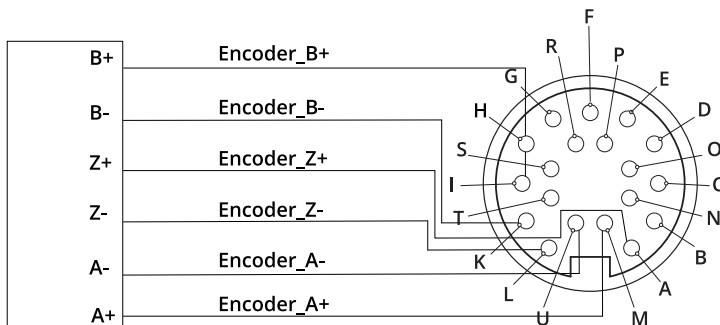 F
R
P
G
E
H
D
B+
Encoder_B+
B-
Encoder_B-
S
O
Z+
Encoder_Z+
I
C
Z-
Encoder_Z-
T
N
K
B
A-
Encoder_A-
L
A
A+
Encoder_A+
U
M